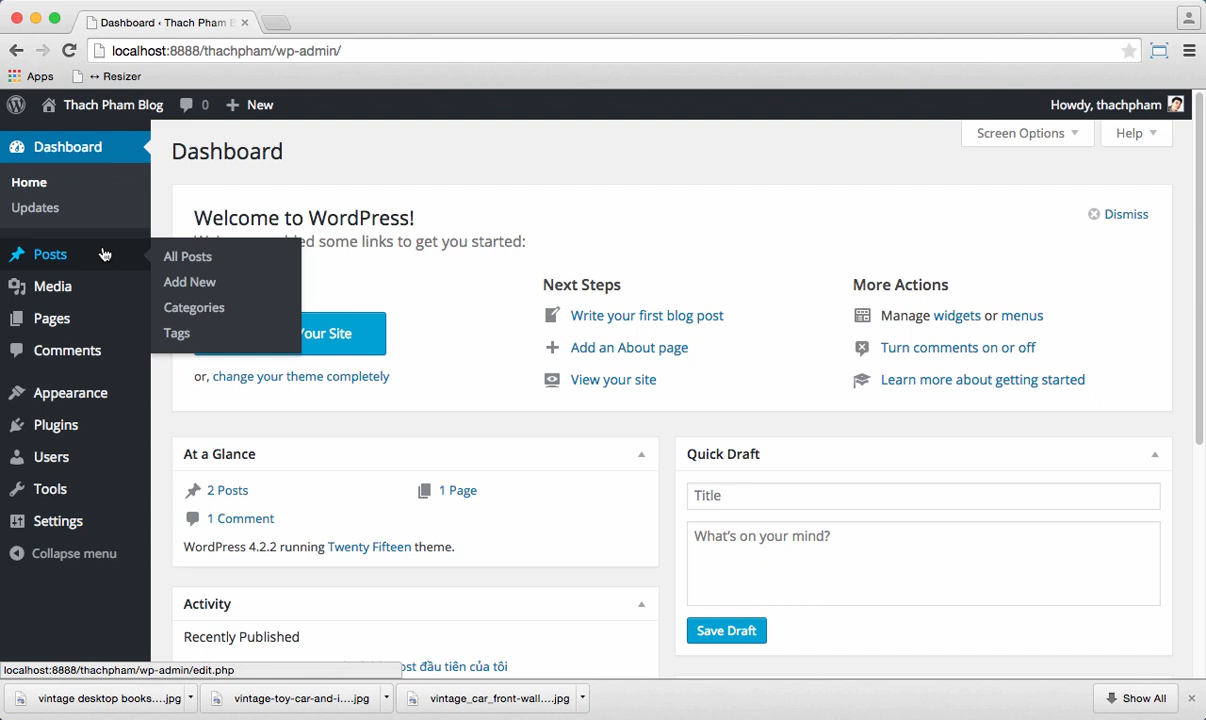 Dashboard ‹ Thach Pham B
localhost:8888/thachpham/wp-admin/
Apps
↔ Resizer
Thach Pham Blog
0
New
Howdy, thachpham
Dashboard
Home
Updates
Posts
Media
Pages
Comments
Appearance
Plugins
Users
Tools
Settings
Collapse menu
All Posts
Add New
Categories
Tags
Dashboard
Screen Options
Help
Welcome to WordPress!
Dismiss
some links to get you started:
Your Site
or, change your theme completely
Next Steps
Write your first blog post
Add an About page
View your site
More Actions
Manage widgets or menus
Turn comments on or off
Learn more about getting started
At a Glance
2 Posts
1 Page
1 Comment
WordPress 4.2.2 running Twenty Fifteen theme.
Activity
Recently Published
đầu tiên của tôi
Quick Draft
Title
What's on your mind?
Save Draft
localhost:8888/thachpham/wp-admin/edit.php
vintage desktop books....jpg
vintage-toy-car-and-i....jpg
vintage_car_front-wall....jpg
Show All